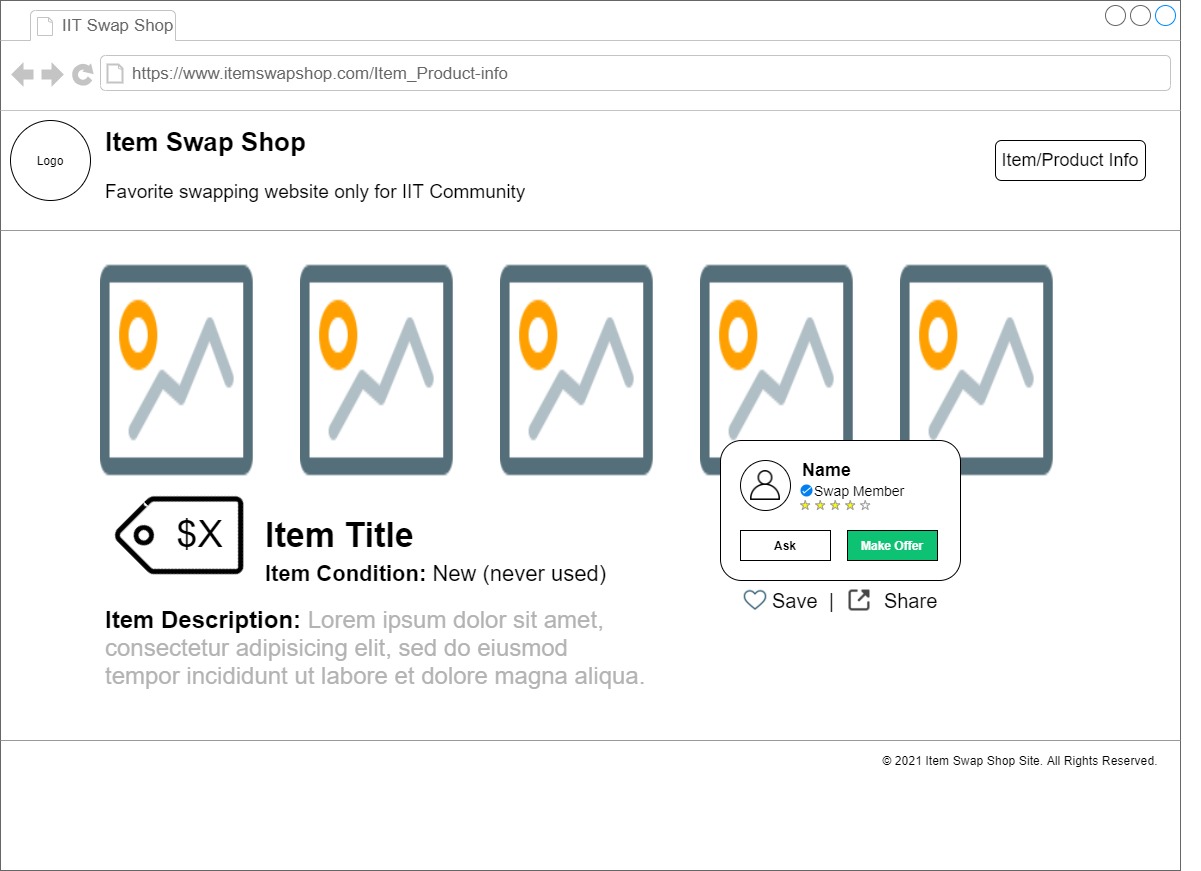 IIT Swap Shop
https://www.itemswapshop.com/Item_Product-info
Logo
Item Swap Shop
Favorite swapping website only for IIT Community
Item/Product Info
$X
Item Title
Item Condition: New (never used)
Item Description: Lorem ipsum dolor sit amet,
consectetur adipisicing elit, sed do eiusmod
tempor incididunt ut labore et dolore magna aliqua.
Name
Swap Member
Ask
Make Offer
Save | Share
© 2021 Item Swap Shop Site. All Rights Reserved.